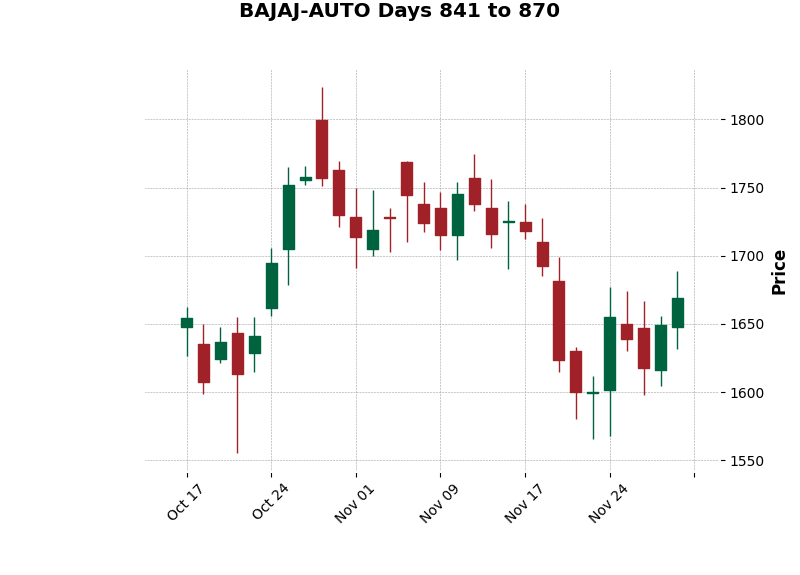 BAJAJ-AUTO Days 841 to 870
1800
1750
1700
1650
1600
1550
Price
Oct 17
Oct 24
Nov 01
Nov 09
Nov 17
Nov 24